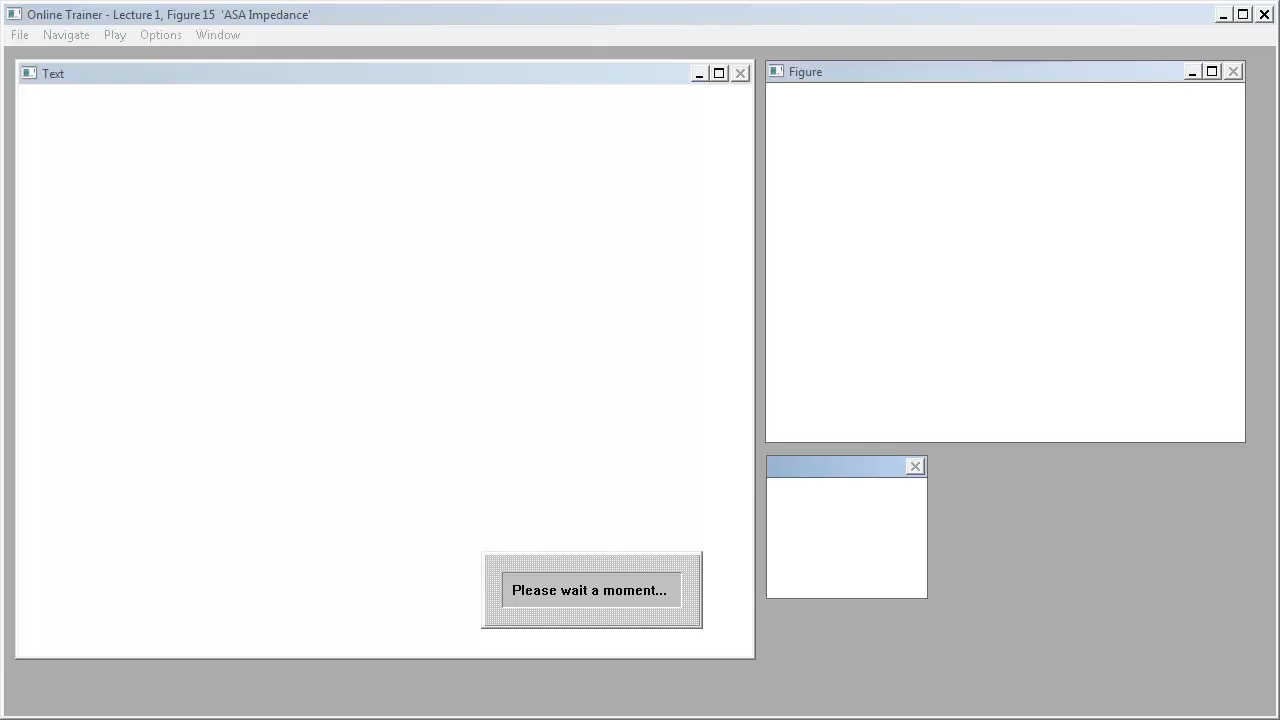 Online Trainer - Lecture 1, Figure 15  'ASA Impedance'
File Navigate Play Options Window
Text
Figure
Please wait a moment...